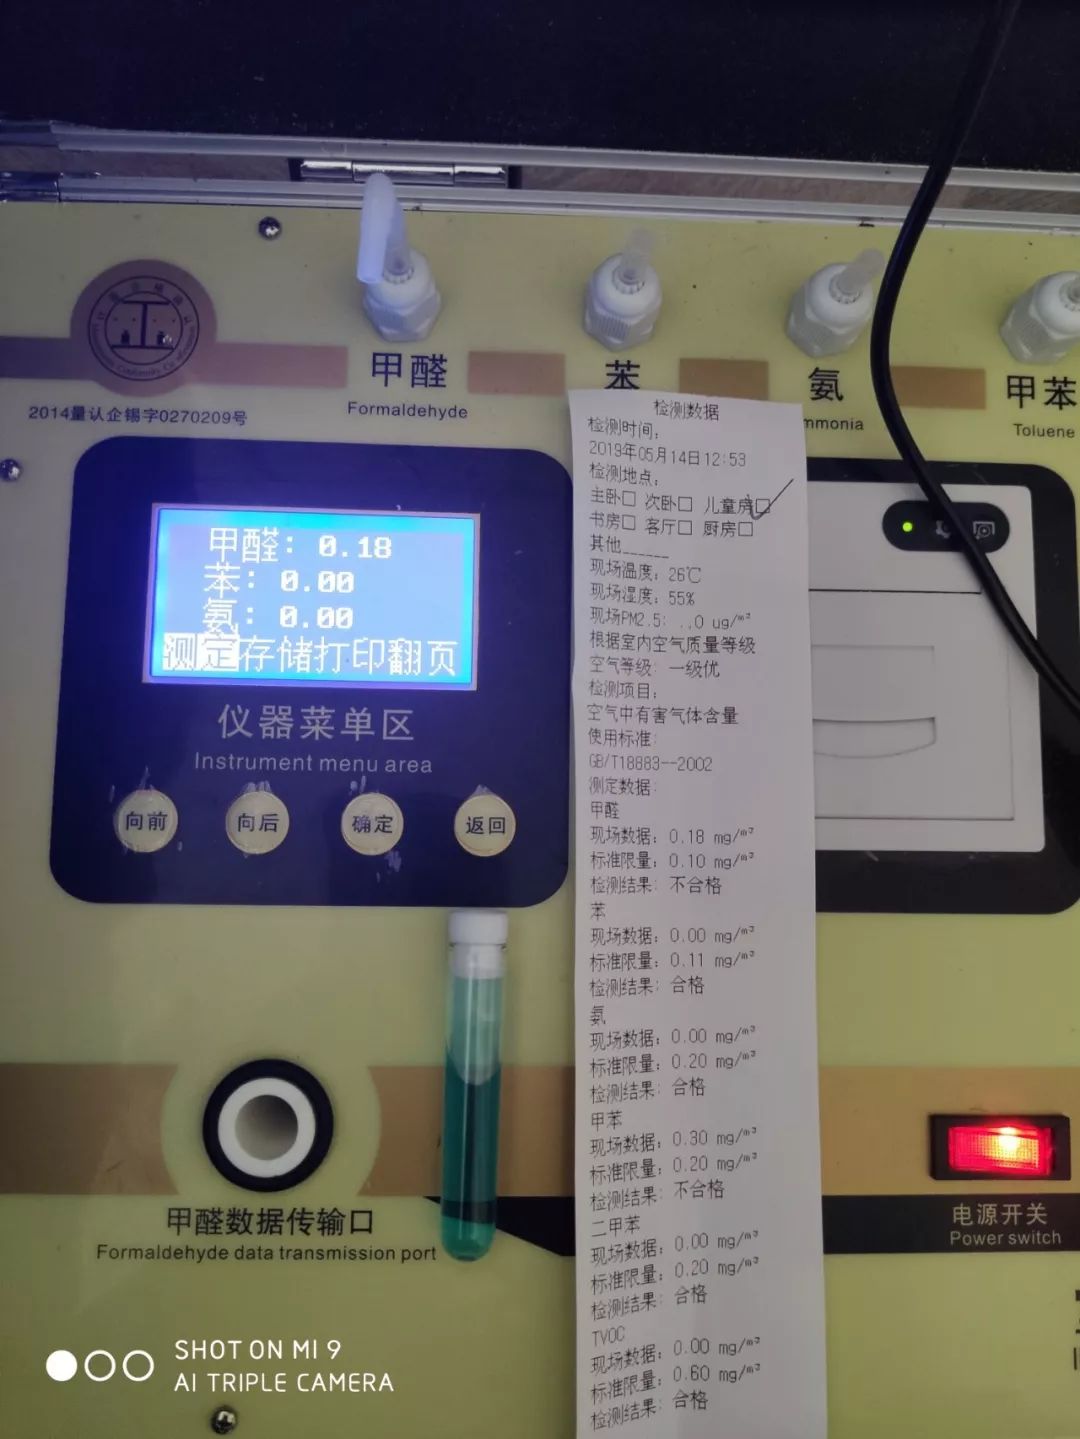 甲醛
Formaldehyde
苯
氨
mmonia
甲苯
Toluene
2014量认企锡字0270209号
甲醛：0.18
苯：0.00
氨：0.00
测定存储打印翻页
仪器菜单区
Instrument menu area
向前
向后
确定
返回
检测数据
检测时间：
2019年05月14日12:53
检测地点：
主卧□ 次卧□ 儿童房□
书房□ 客厅□ 厨房□
其他______
现场温度：26℃
现场湿度：55%
现场PM2.5：.,0 ug/m³
根据室内空气质量等级
空气等级：一级优
检测项目：
空气中有害气体含量
使用标准：
GB/T18883--2002
测定数据：
甲醛
现场数据：0.18 mg/m³
标准限量：0.10 mg/m³
检测结果：不合格
苯
现场数据：0.00 mg/m³
标准限量：0.11 mg/m³
检测结果：合格
氨
现场数据：0.00 mg/m³
标准限量：0.20 mg/m³
检测结果：合格
甲苯
现场数据：0.30 mg/m³
标准限量：0.20 mg/m³
检测结果：不合格
二甲苯
现场数据：0.00 mg/m³
标准限量：0.20 mg/m³
检测结果：合格
TVOC
现场数据：0.00 mg/m³
标准限量：0.60 mg/m³
检测结果：合格
甲醛数据传输口
Formaldehyde data transmission port
电源开关
Power switch
SHOT ON MI 9
AI TRIPLE CAMERA